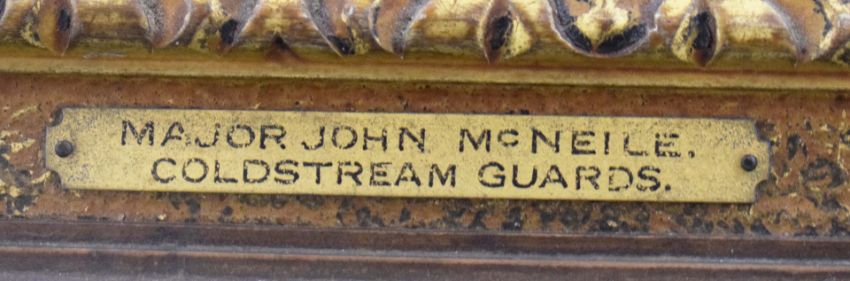 MAJOR JOHN McNEILE.
COLDSTREAM GUARDS.